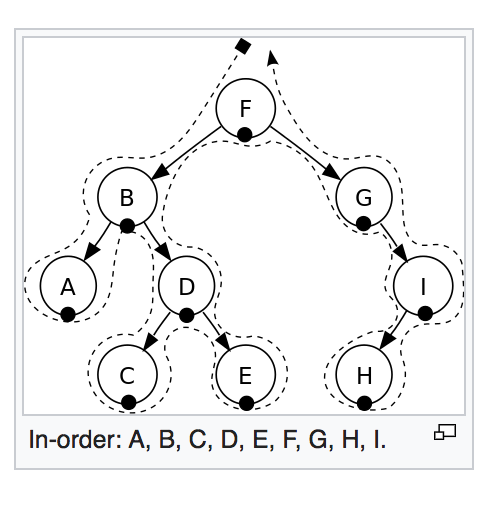 F
B G
A D I
C E H
In-order: A, B, C, D, E, F, G, H, I.